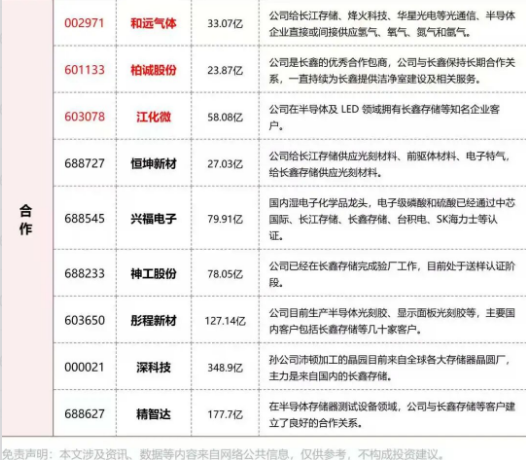 002971 和远气体 33.07亿 公司给长江存储、烽火科技、华星光电等光通信、半导体
企业直接或间接供应氢气、氧气、氮气和氩气。
601133 柏诚股份 23.87亿 公司是长鑫的优秀合作包商，公司与长鑫保持长期合作关
系，一直持续为长鑫提供洁净室建设及相关服务。
603078 江化微 58.08亿 公司在半导体及 LED 领域拥有长鑫存储等知名企业客
户。
688727 恒坤新材 27.03亿 公司给长江存储供应光刻材料、前驱体材料、电子特气，
给长鑫存储供应光刻材料。
合作
688545 兴福电子 79.91亿 国内湿电子化学品龙头，电子级磷酸和硫酸已经通过中芯
国际、长江存储、长鑫存储、台积电、SK海力士等认
证。
688233 神工股份 78.05亿 公司已经在长鑫存储完成验厂工作，目前处于送样认证阶
段。
603650 彤程新材 127.14亿 公司目前生产半导体光刻胶、显示面板光刻胶等，主要国
内客户包括长鑫存储等几十家客户。
000021 深科技 348.9亿 孙公司沛顿加工的晶圆目前来自全球各大存储器晶圆厂，
主力是来自国内的长鑫存储。
688627 精智达 177.7亿 在半导体存储器测试设备领域，公司与长鑫等客户建
立了良好的合作关系。
免责声明：本文涉及资讯、数据等内容来自网络公共信息，仅供参考，不构成投资建议。